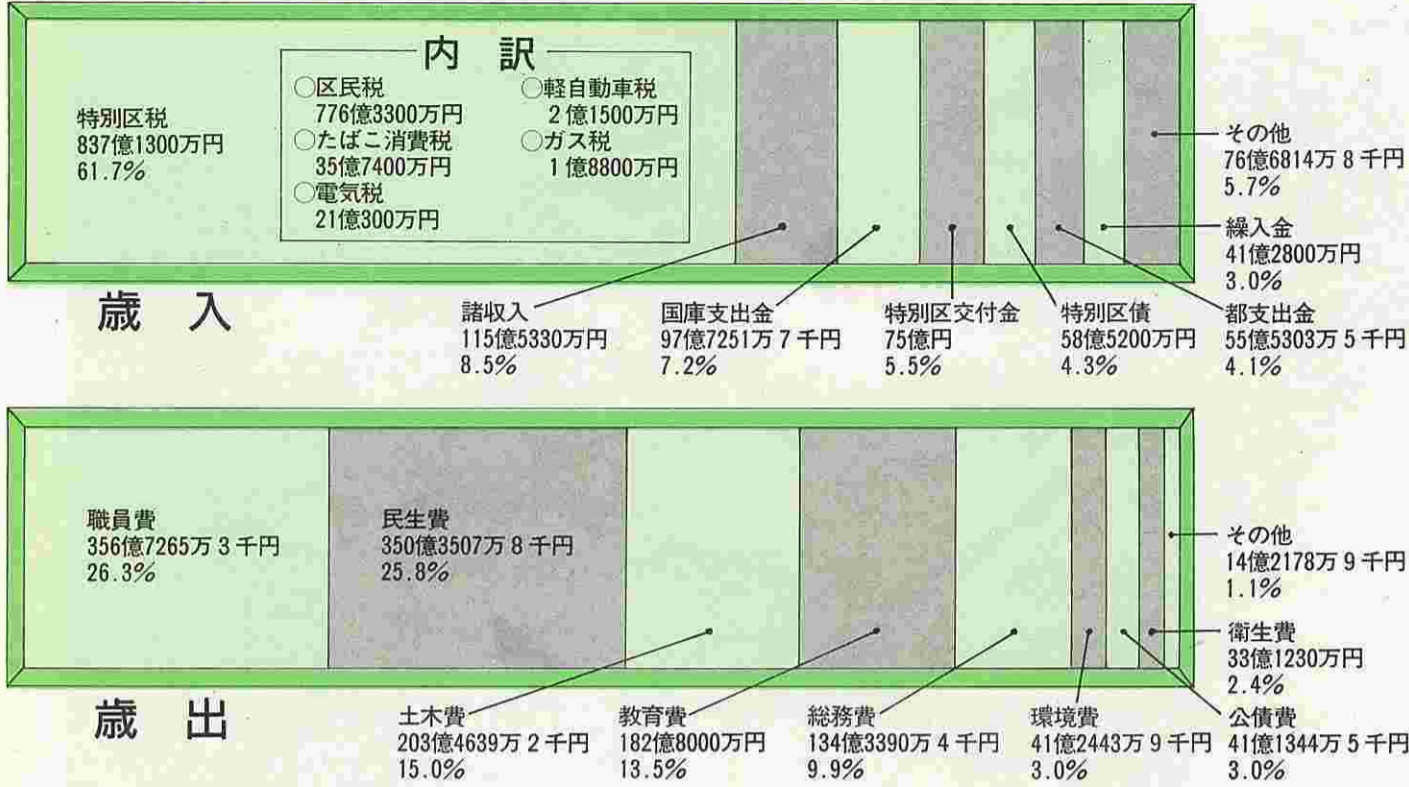 特別区税
837億1300万円
61.7%
内訳
○区民税
776億3300万円
○たばこ消費税
35億7400万円
○電気税
21億300万円
○軽自動車税
2億1500万円
○ガス税
1億8800万円
諸収入
115億5330万円
8.5%
国庫支出金
97億7251万7千円
7.2%
特別区交付金
75億円
5.5%
特別区債
58億5200万円
4.3%
都支出金
55億5303万5千円
4.1%
繰入金
41億2800万円
3.0%
その他
76億6814万8千円
5.7%
歳入
職員費
356億7265万3千円
26.3%
民生費
350億3507万8千円
25.8%
土木費
203億4639万2千円
15.0%
教育費
182億8000万円
13.5%
総務費
134億3390万4千円
9.9%
環境費
41億2443万9千円
3.0%
公債費
41億1344万5千円
3.0%
衛生費
33億1230万円
2.4%
その他
14億2178万9千円
1.1%
歳出